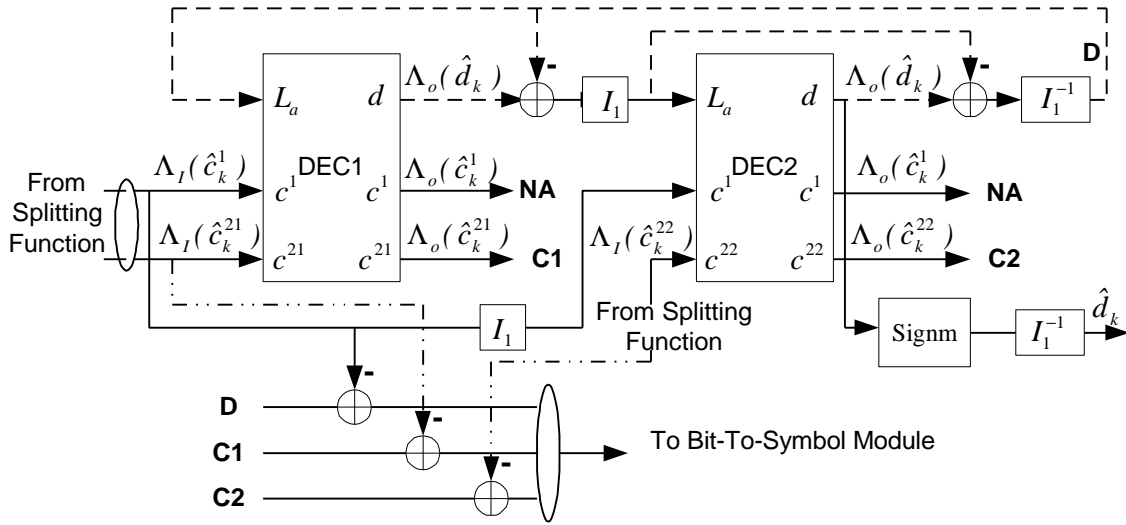 D
-
-
Λ_o(d̂_k)
Λ_o(d̂_k)
L_a d
I_1
L_a d
I_1^{-1}
DEC1
DEC2
From
Splitting
Function
Λ_I(ĉ_k^1)
c^1 c^1
Λ_o(ĉ_k^1)
NA
c^1 c^1
Λ_o(ĉ_k^1)
NA
Λ_I(ĉ_k^{21})
c^{21} c^{21}
Λ_o(ĉ_k^{21})
C1
Λ_I(ĉ_k^{22})
c^{22} c^{22}
Λ_o(ĉ_k^{22})
C2
From Splitting
Function
I_1
Signm
I_1^{-1}
d̂_k
-
D
-
C1
-
C2
To Bit-To-Symbol Module